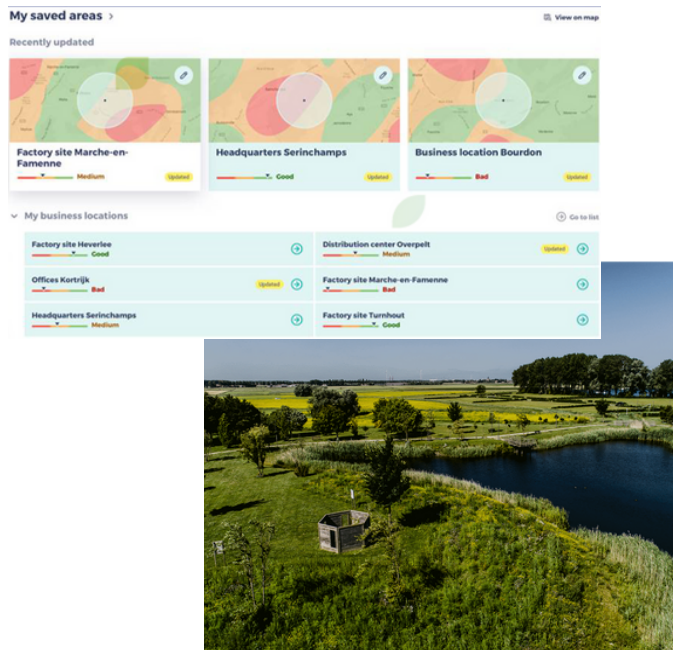 My saved areas >
View on map
Recently updated
Factory site Marche-en-
Famenne
Medium
Updated
Headquarters Serinchamps
Good
Updated
Business location Bourdon
Bad
Updated
My business locations
Go to list
Factory site Heverlee
Good
Distribution center Overpelt
Medium
Updated
Offices Kortrijk
Bad
Updated
Factory site Marche-en-Famenne
Bad
Headquarters Serinchamps
Medium
Factory site Turnhout
Good